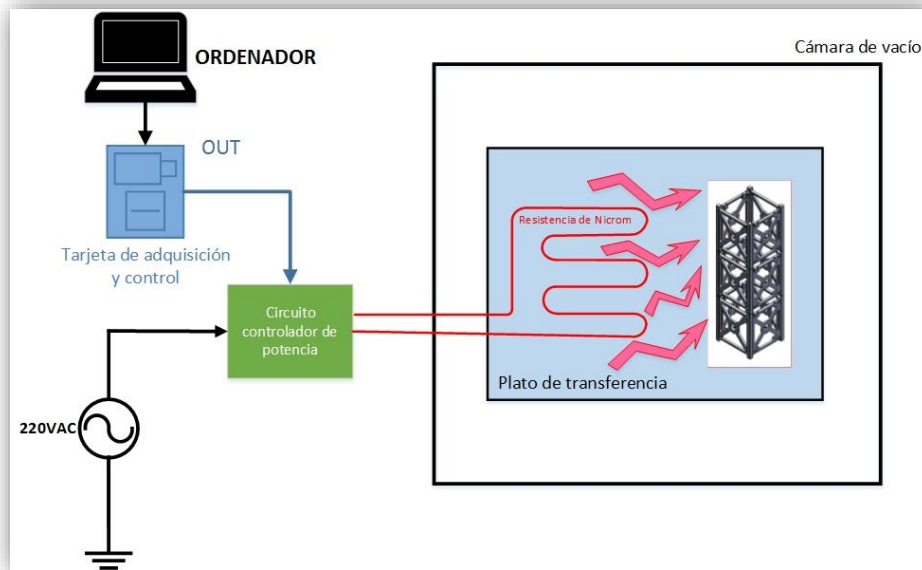 ORDENADOR
Cámara de vacío
OUT
Tarjeta de adquisición
y control
Resistencia de Nicrom
Circuito
controlador de
potencia
Plato de transferencia
220VAC